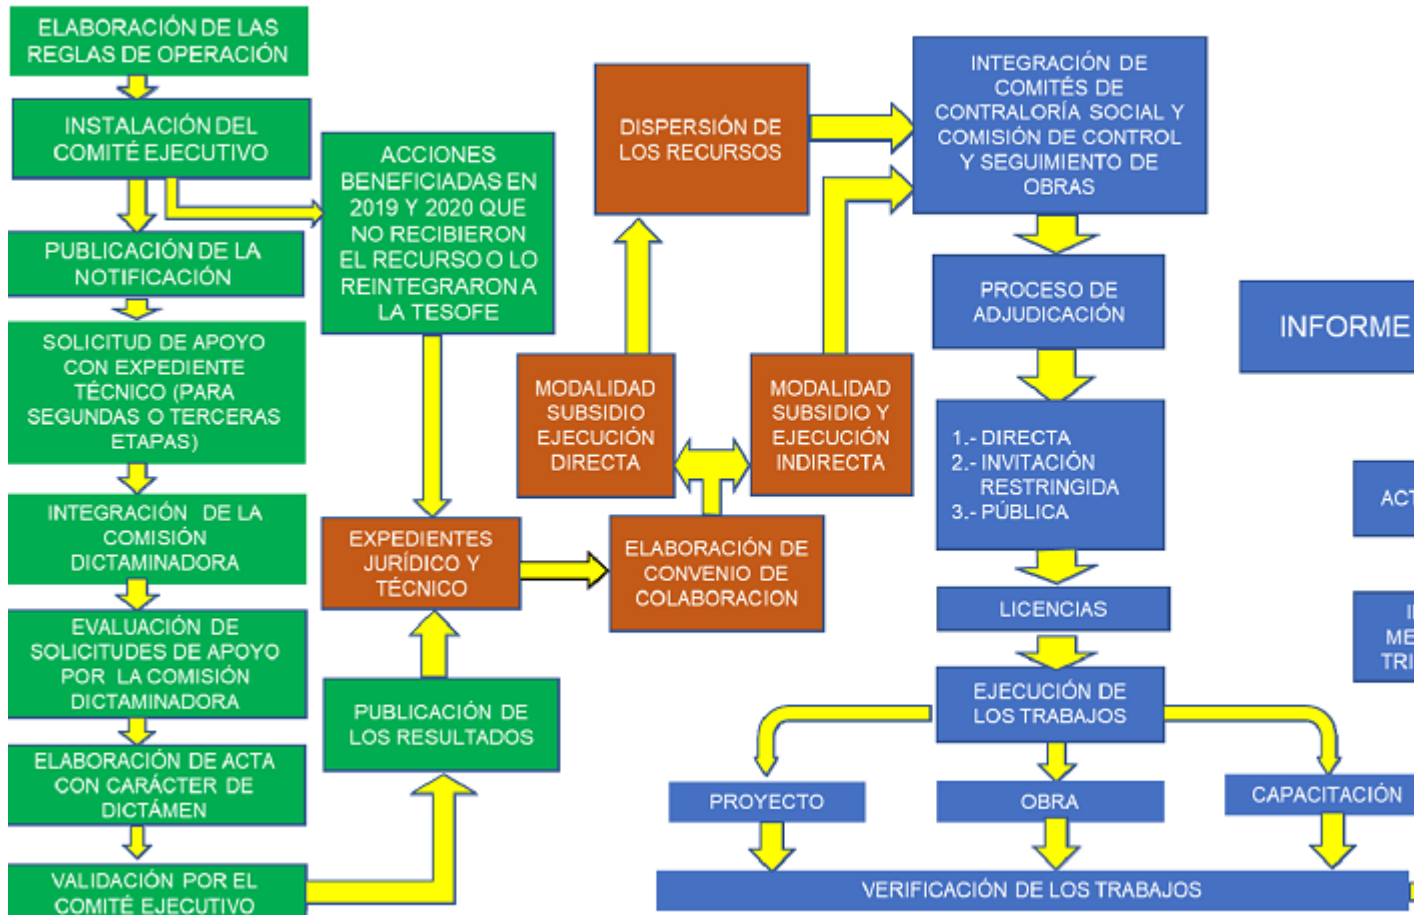 ELABORACIÓN DE LAS
REGLAS DE OPERACIÓN
INSTALACIÓN DEL
COMITÉ EJECUTIVO
PUBLICACIÓN DE LA
NOTIFICACIÓN
SOLICITUD DE APOYO
CON EXPEDIENTE
TÉCNICO (PARA
SEGUNDAS O TERCERAS
ETAPAS)
INTEGRACIÓN DE LA
COMISIÓN
DICTAMINADORA
EVALUACIÓN DE
SOLICITUDES DE APOYO
POR LA COMISIÓN
DICTAMINADORA
ELABORACIÓN DE ACTA
CON CARÁCTER DE
DICTÁMEN
VALIDACIÓN POR EL
COMITÉ EJECUTIVO
ACCIONES
BENEFICIADAS EN
2019 Y 2020 QUE
NO RECIBIERON
EL RECURSO O LO
REINTEGRARON A
LA TESOFE
EXPEDIENTES
JURÍDICO Y
TÉCNICO
PUBLICACIÓN DE
LOS RESULTADOS
DISPERSIÓN DE
LOS RECURSOS
MODALIDAD
SUBSIDIO
EJECUCIÓN
DIRECTA
MODALIDAD
SUBSIDIO Y
EJECUCIÓN
INDIRECTA
ELABORACIÓN DE
CONVENIO DE
COLABORACION
INTEGRACIÓN DE
COMITÉS DE
CONTRALORÍA SOCIAL Y
COMISIÓN DE CONTROL
Y SEGUIMIENTO DE
OBRAS
PROCESO DE
ADJUDICACIÓN
1.- DIRECTA
2.- INVITACIÓN
RESTRINGIDA
3.- PÚBLICA
LICENCIAS
EJECUCIÓN DE
LOS TRABAJOS
PROYECTO
OBRA
CAPACITACIÓN
VERIFICACIÓN DE LOS TRABAJOS
INFORME